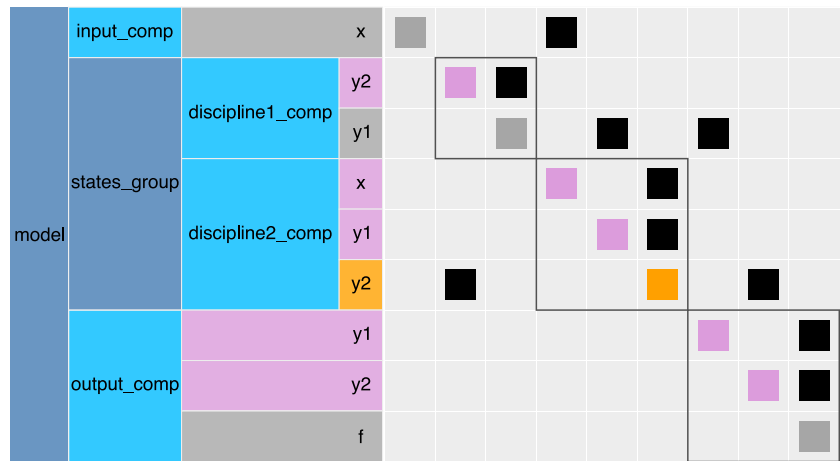 input_comp
x
y2
discipline1_comp
y1
states_group
x
model
discipline2_comp
y1
y2
y1
output_comp
y2
f